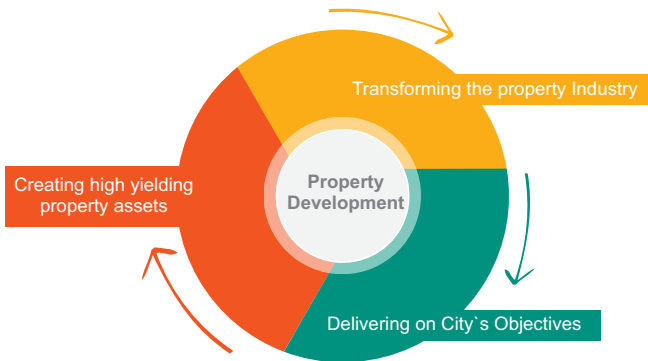 Transforming the property Industry
Creating high yielding
property assets
Property
Development
Delivering on City`s Objectives